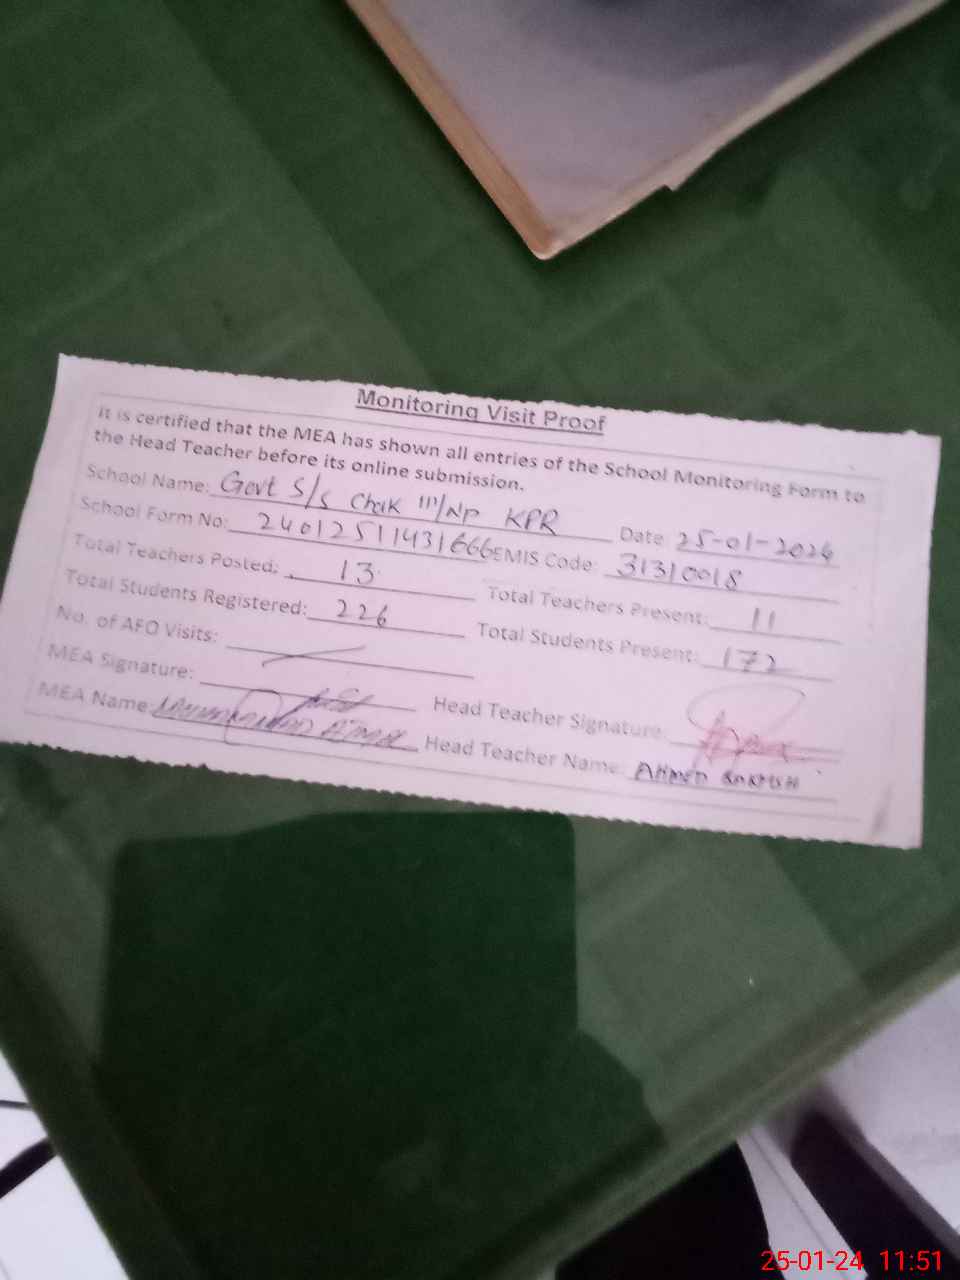 Monitoring Visit Proof
It is certified that the MEA has shown all entries of the School Monitoring Form to
the Head Teacher before its online submission.
School Name: Govt S/S Chak 111/NP KPR Date 25-01-2024
School Form No: 240125111431666 EMIS Code: 31310018
Total Teachers Posted: 13 Total Teachers Present: 11
Total Students Registered: 226 Total Students Present: 172
No. of AFO Visits:
MEA Signature: Head Teacher Signature:
MEA Name: Head Teacher Name: AHMED BAKHSH
25-01-24 11:51